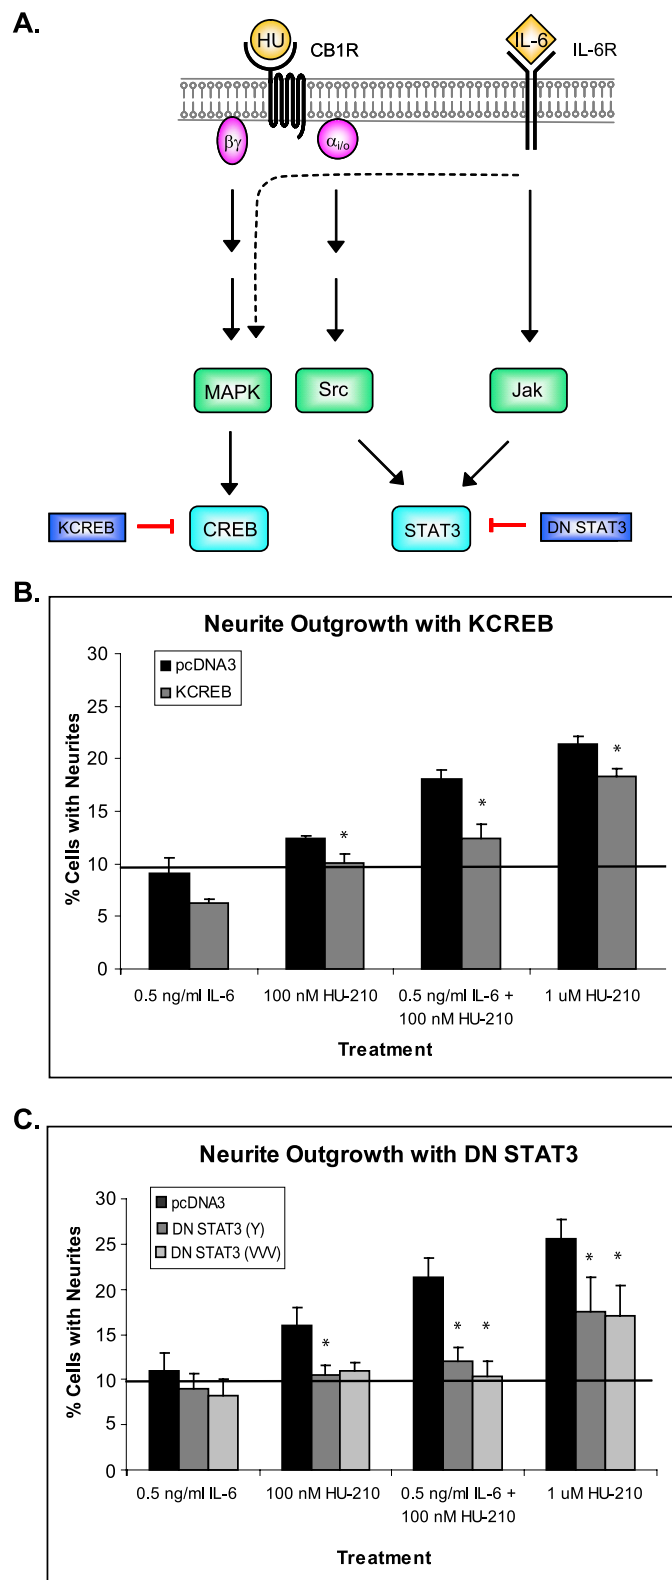 A.
HU
CB1R
IL-6
IL-6R
βγ
αi/o
MAPK
Src
Jak
KCREB
CREB
STAT3
DN STAT3
B.
Neurite Outgrowth with KCREB
% Cells with Neurites
30
25
20
15
10
5
0
pcDNA3
KCREB
*
*
*
0.5 ng/ml IL-6
100 nM HU-210
0.5 ng/ml IL-6 +
100 nM HU-210
1 uM HU-210
Treatment
C.
Neurite Outgrowth with DN STAT3
% Cells with Neurites
30
25
20
15
10
5
0
pcDNA3
DN STAT3 (Y)
DN STAT3 (VVV)
*
* *
* *
0.5 ng/ml IL-6
100 nM HU-210
0.5 ng/ml IL-6 +
100 nM HU-210
1 uM HU-210
Treatment